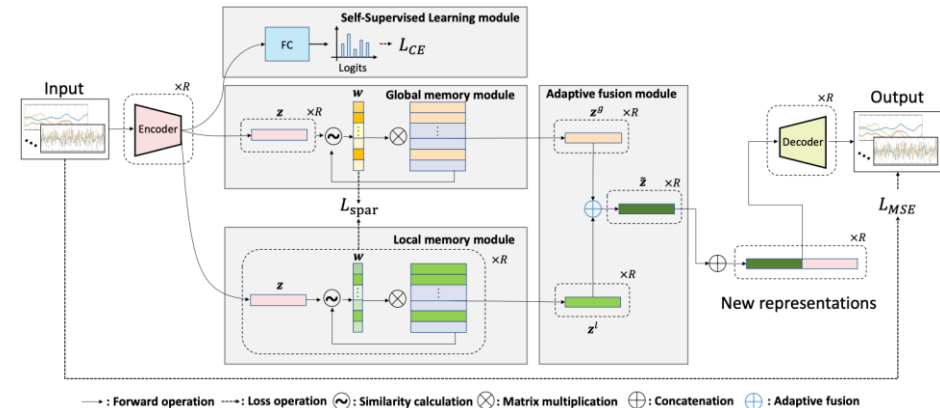 Self-Supervised Learning module
FC
Logits
L_CE
Input
×R
Encoder
Global memory module
z
×R
w
Adaptive fusion module
z^g
×R
×R
Decoder
Output
L_spar
z̃
×R
L_MSE
Local memory module
w
×R
z
×R
z^l
×R
New representations
: Forward operation
: Loss operation
: Similarity calculation
: Matrix multiplication
: Concatenation
: Adaptive fusion